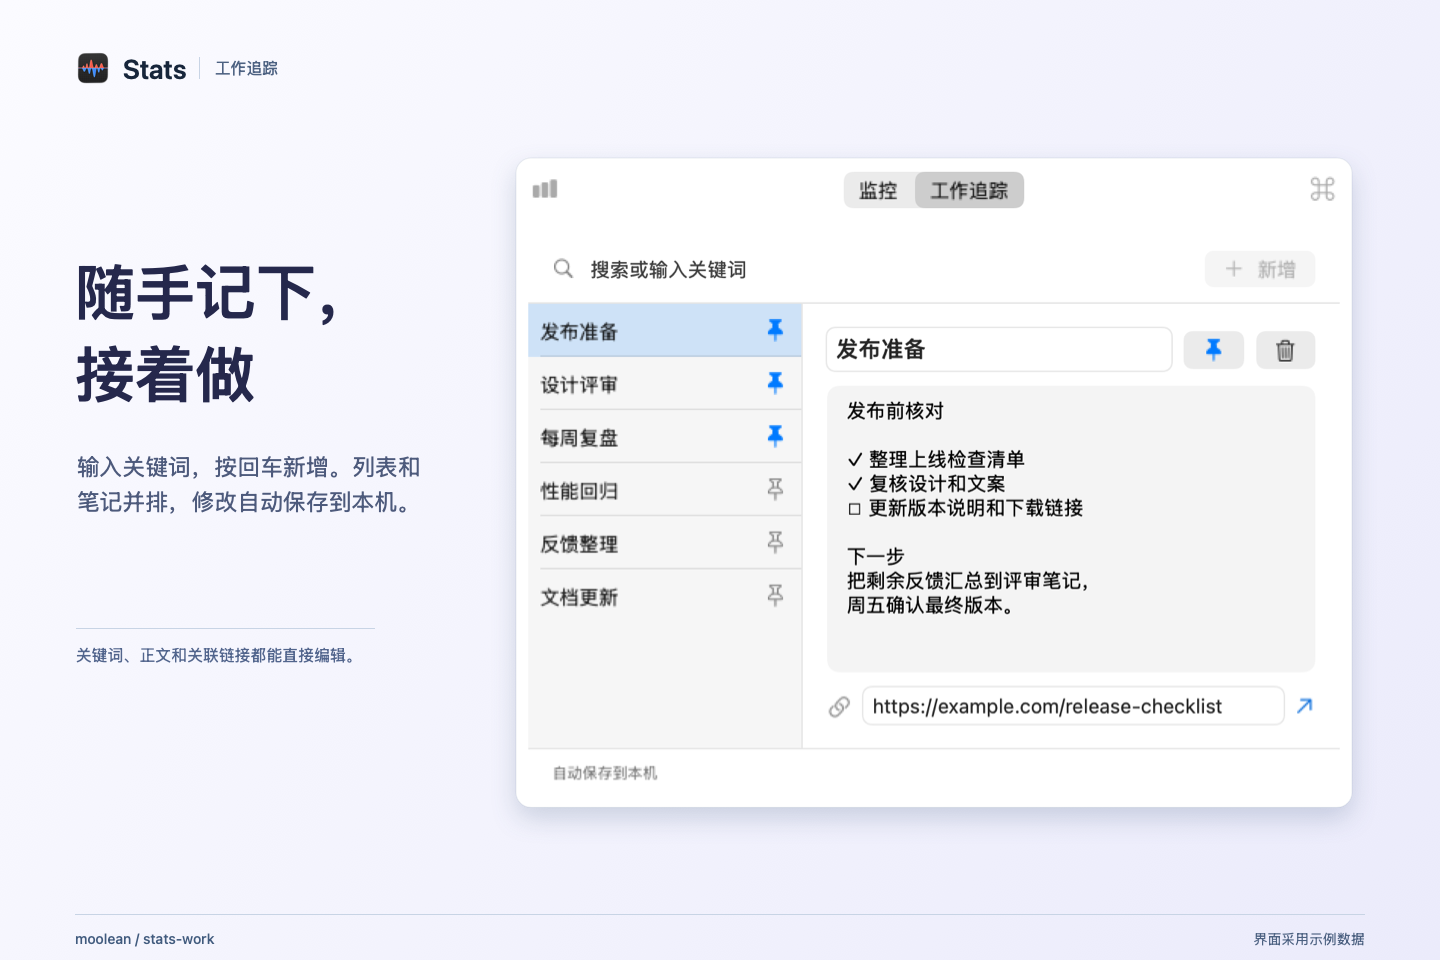 Stats
工作追踪
随手记下，
接着做
输入关键词，按回车新增。列表和
笔记并排，修改自动保存到本机。
关键词、正文和关联链接都能直接编辑。
监控
工作追踪
搜索或输入关键词
新增
发布准备
设计评审
每周复盘
性能回归
反馈整理
文档更新
发布准备
发布前核对
✓ 整理上线检查清单
✓ 复核设计和文案
□ 更新版本说明和下载链接
下一步
把剩余反馈汇总到评审笔记，
周五确认最终版本。
https://example.com/release-checklist
自动保存到本机
moolean / stats-work
界面采用示例数据